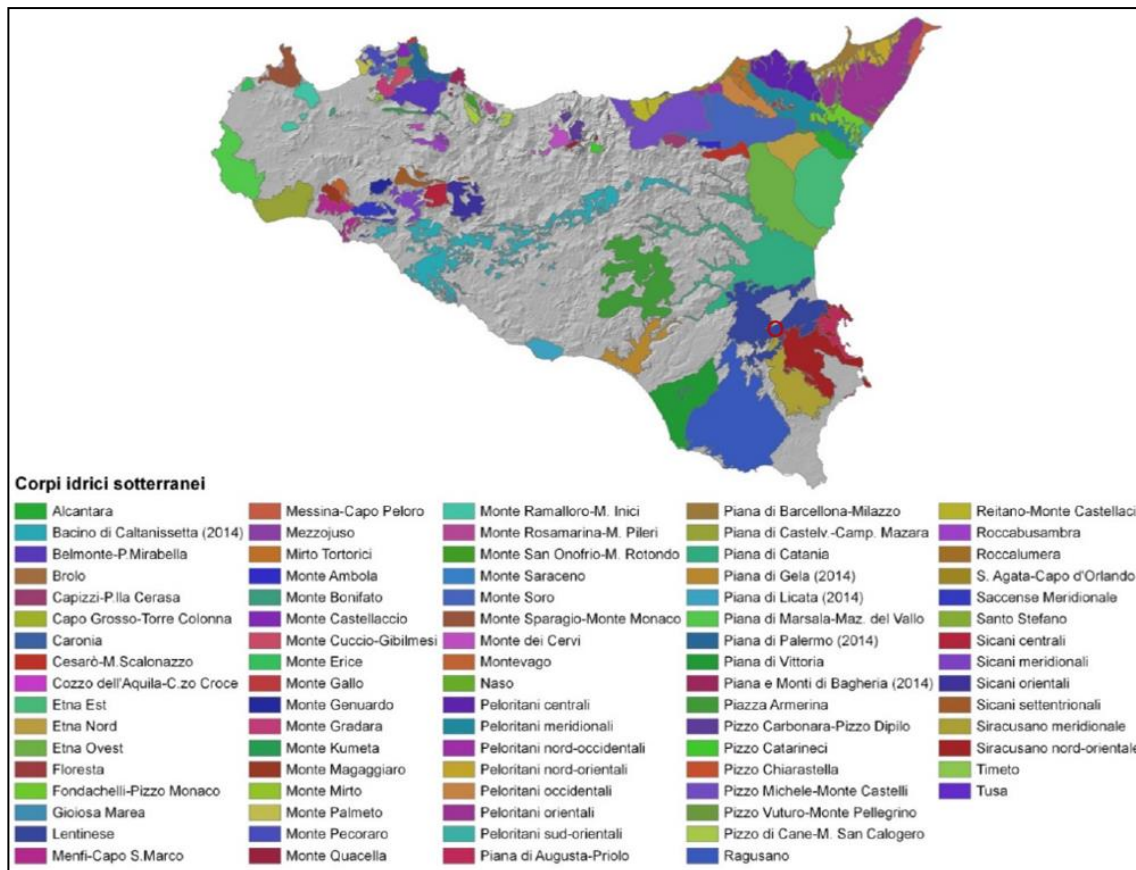 Corpi idrici sotterranei
Alcantara
Bacino di Caltanissetta (2014)
Belmonte-P.Mirabella
Brolo
Capizzi-P.lla Cerasa
Capo Grosso-Torre Colonna
Caronia
Cesarò-M.Scalonazzo
Cozzo dell'Aquila-C.zo Croce
Etna Est
Etna Nord
Etna Ovest
Floresta
Fondachelli-Pizzo Monaco
Gioiosa Marea
Lentinese
Menfi-Capo S.Marco
Messina-Capo Peloro
Mezzojuso
Mirto Tortorici
Monte Ambola
Monte Bonifato
Monte Castellaccio
Monte Cuccio-Gibilmesi
Monte Erice
Monte Gallo
Monte Genuardo
Monte Gradara
Monte Kumeta
Monte Magaggiaro
Monte Mirto
Monte Palmeto
Monte Pecoraro
Monte Quacella
Monte Ramalloro-M. Inici
Monte Rosamarina-M. Pileri
Monte San Onofrio-M. Rotondo
Monte Saraceno
Monte Soro
Monte Sparagio-Monte Monaco
Monte dei Cervi
Montevago
Naso
Peloritani centrali
Peloritani meridionali
Peloritani nord-occidentali
Peloritani nord-orientali
Peloritani occidentali
Peloritani orientali
Peloritani sud-orientali
Piana di Augusta-Priolo
Piana di Barcellona-Milazzo
Piana di Castelv.-Camp. Mazara
Piana di Catania
Piana di Gela (2014)
Piana di Licata (2014)
Piana di Marsala-Maz. del Vallo
Piana di Palermo (2014)
Piana di Vittoria
Piana e Monti di Bagheria (2014)
Piazza Armerina
Pizzo Carbonara-Pizzo Dipilo
Pizzo Catarineci
Pizzo Chiarastella
Pizzo Michele-Monte Castelli
Pizzo Vuturo-Monte Pellegrino
Pizzo di Cane-M. San Calogero
Ragusano
Reitano-Monte Castellaci
Roccabusambra
Roccalumera
S. Agata-Capo d'Orlando
Saccense Meridionale
Santo Stefano
Sicani centrali
Sicani meridionali
Sicani orientali
Sicani settentrionali
Siracusano meridionale
Siracusano nord-orientale
Timeto
Tusa